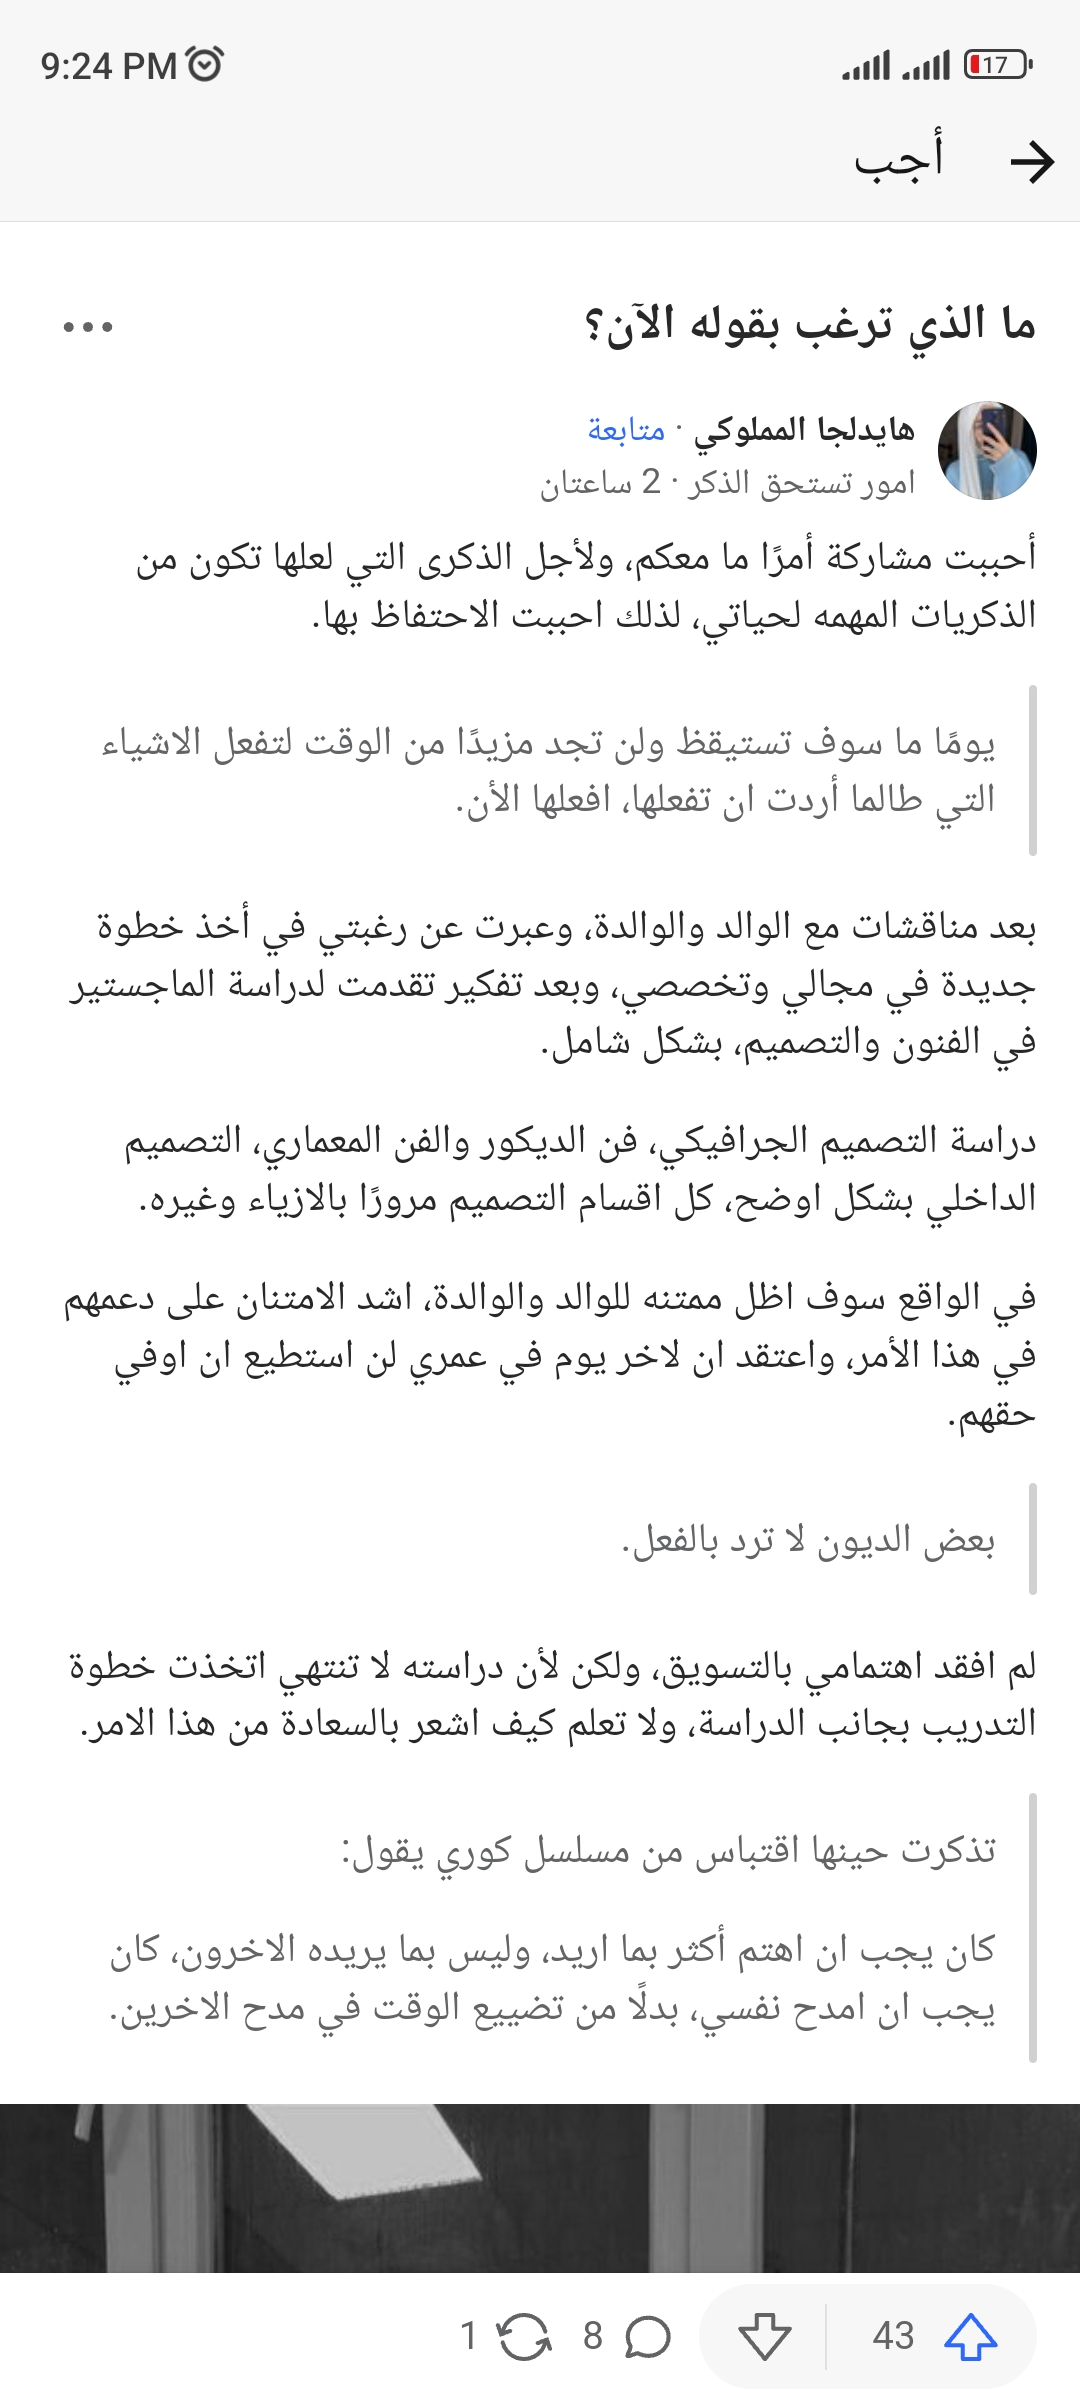 9:24 PM
17
أجب
ما الذي ترغب بقوله الآن؟
هايدلجا المملوكي · متابعة
امور تستحق الذكر · 2 ساعتان
أحببت مشاركة أمرًا ما معكم، ولأجل الذكرى التي لعلها تكون من
الذكريات المهمه لحياتي، لذلك احببت الاحتفاظ بها.
يومًا ما سوف تستيقظ ولن تجد مزيدًا من الوقت لتفعل الاشياء
التي طالما أردت ان تفعلها، افعلها الأن.
بعد مناقشات مع الوالد والوالدة، وعبرت عن رغبتي في أخذ خطوة
جديدة في مجالي وتخصصي، وبعد تفكير تقدمت لدراسة الماجستير
في الفنون والتصميم، بشكل شامل.
دراسة التصميم الجرافيكي، فن الديكور والفن المعماري، التصميم
الداخلي بشكل اوضح، كل اقسام التصميم مرورًا بالازياء وغيره.
في الواقع سوف اظل ممتنه للوالد والوالدة، اشد الامتنان على دعمهم
في هذا الأمر، واعتقد ان لاخر يوم في عمري لن استطيع ان اوفي
حقهم.
بعض الديون لا ترد بالفعل.
لم افقد اهتمامي بالتسويق، ولكن لأن دراسته لا تنتهي اتخذت خطوة
التدريب بجانب الدراسة، ولا تعلم كيف اشعر بالسعادة من هذا الامر.
تذكرت حينها اقتباس من مسلسل كوري يقول:
كان يجب ان اهتم أكثر بما اريد، وليس بما يريده الاخرون، كان
يجب ان امدح نفسي، بدلًا من تضييع الوقت في مدح الاخرين.
43
8
1